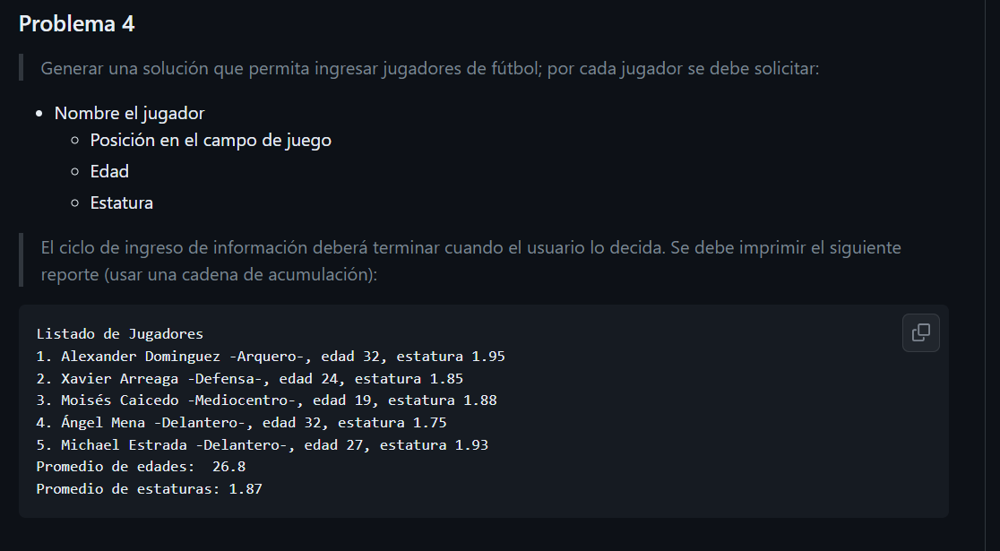 Problema 4
Generar una solución que permita ingresar jugadores de fútbol; por cada jugador se debe solicitar:
Nombre el jugador
Posición en el campo de juego
Edad
Estatura
El ciclo de ingreso de información deberá terminar cuando el usuario lo decida. Se debe imprimir el siguiente
reporte (usar una cadena de acumulación):
Listado de Jugadores
1. Alexander Dominguez -Arquero-, edad 32, estatura 1.95
2. Xavier Arreaga -Defensa-, edad 24, estatura 1.85
3. Moisés Caicedo -Mediocentro-, edad 19, estatura 1.88
4. Ángel Mena -Delantero-, edad 32, estatura 1.75
5. Michael Estrada -Delantero-, edad 27, estatura 1.93
Promedio de edades:  26.8
Promedio de estaturas: 1.87